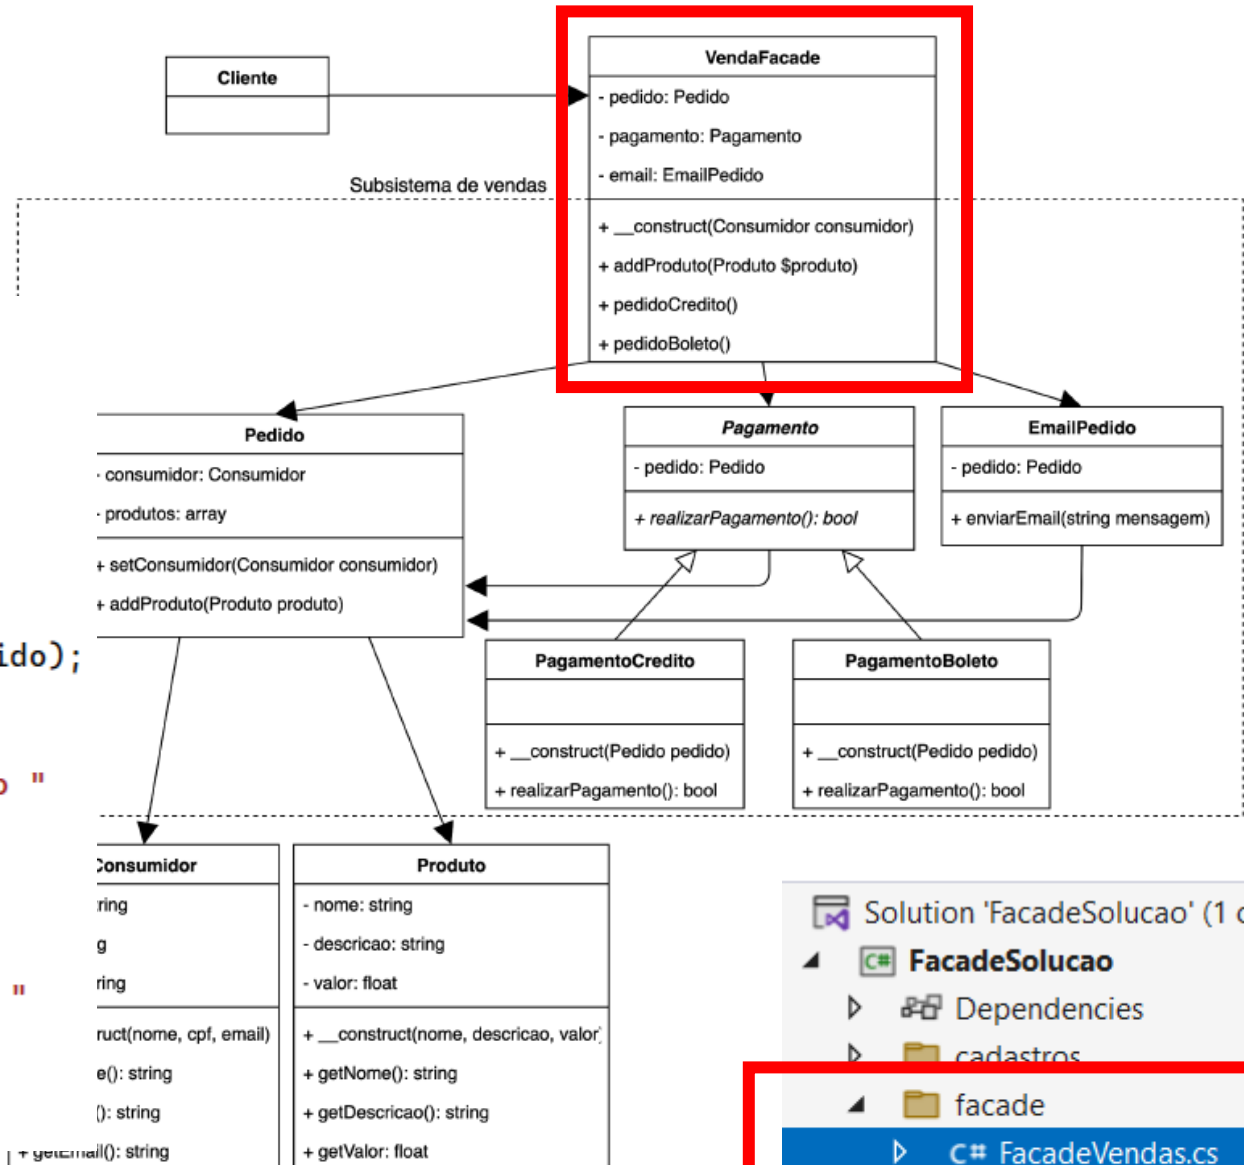 Cliente
VendaFacade
- pedido: Pedido
- pagamento: Pagamento
- email: EmailPedido
+ __construct(Consumidor consumidor)
+ addProduto(Produto $produto)
+ pedidoCredito()
+ pedidoBoleto()
Subsistema de vendas
Pedido
- consumidor: Consumidor
- produtos: array
+ setConsumidor(Consumidor consumidor)
+ addProduto(Produto produto)
Pagamento
- pedido: Pedido
+ realizarPagamento(): bool
EmailPedido
- pedido: Pedido
+ enviarEmail(string mensagem)
ido);
"
"
PagamentoCredito
+ __construct(Pedido pedido)
+ realizarPagamento(): bool
PagamentoBoleto
+ __construct(Pedido pedido)
+ realizarPagamento(): bool
Consumidor
ring
g
ring
ruct(nome, cpf, email)
e(): string
(): string
+ getEmail(): string
Produto
- nome: string
- descricao: string
- valor: float
+ __construct(nome, descricao, valor)
+ getNome(): string
+ getDescricao(): string
+ getValor: float
Solution 'FacadeSolucao' (1
C# FacadeSolucao
Dependencies
cadastros
facade
C# FacadeVendas.cs